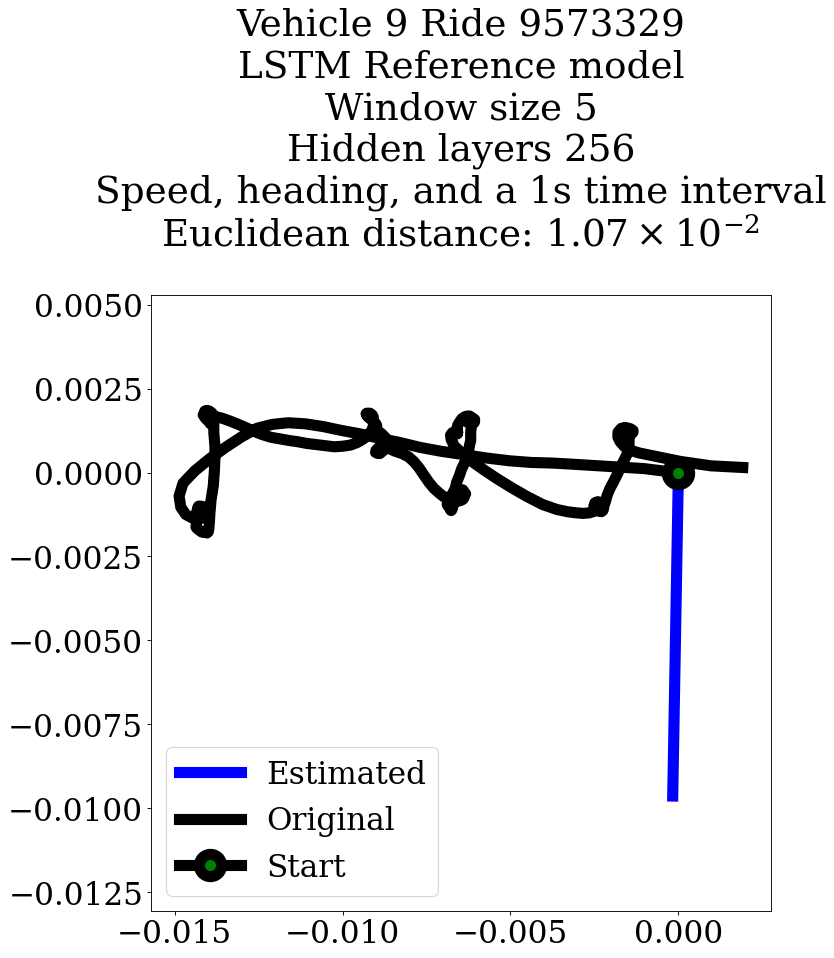 Vehicle 9 Ride 9573329
LSTM Reference model
Window size 5
Hidden layers 256
Speed, heading, and a 1s time interval
Euclidean distance: 1.07 × 10⁻²
0.0050
0.0025
0.0000
−0.0025
−0.0050
−0.0075
−0.0100
−0.0125
Estimated
Original
Start
−0.015 −0.010 −0.005 0.000